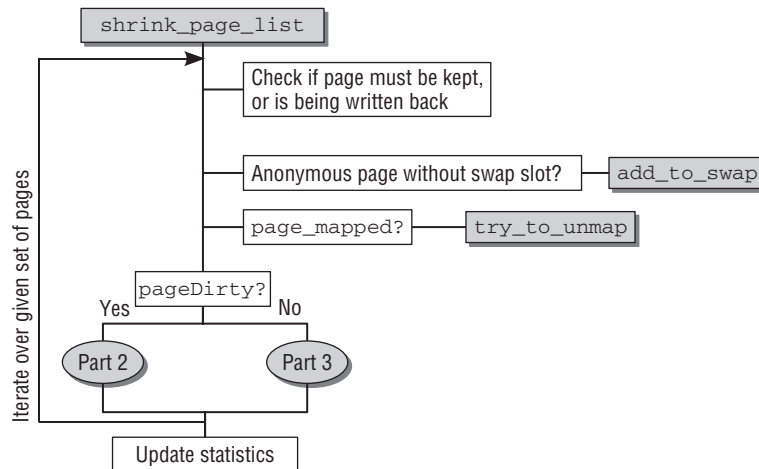 shrink_page_list
Check if page must be kept,
or is being written back
Anonymous page without swap slot?
add_to_swap
page_mapped?
try_to_unmap
pageDirty?
Yes
No
Part 2
Part 3
Iterate over given set of pages
Update statistics